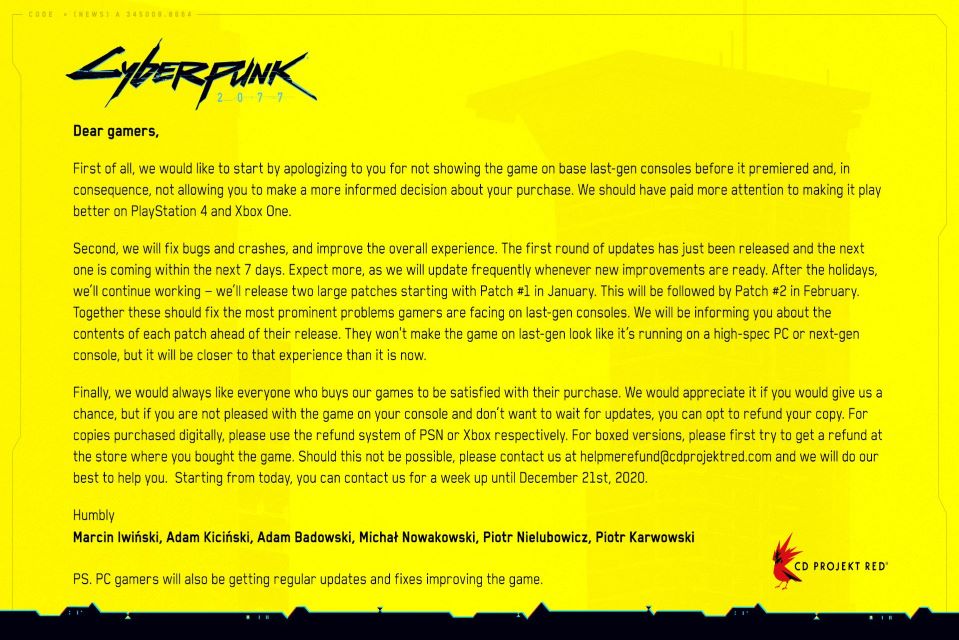 CODE » (NEWS) A 345008.8664
Cyberpunk
2077
Dear gamers,
First of all, we would like to start by apologizing to you for not showing the game on base last-gen consoles before it premiered and, in
consequence, not allowing you to make a more informed decision about your purchase. We should have paid more attention to making it play
better on PlayStation 4 and Xbox One.
Second, we will fix bugs and crashes, and improve the overall experience. The first round of updates has just been released and the next
one is coming within the next 7 days. Expect more, as we will update frequently whenever new improvements are ready. After the holidays,
we'll continue working – we'll release two large patches starting with Patch #1 in January. This will be followed by Patch #2 in February.
Together these should fix the most prominent problems gamers are facing on last-gen consoles. We will be informing you about the
contents of each patch ahead of their release. They won't make the game on last-gen look like it's running on a high-spec PC or next-gen
console, but it will be closer to that experience than it is now.
Finally, we would always like everyone who buys our games to be satisfied with their purchase. We would appreciate it if you would give us a
chance, but if you are not pleased with the game on your console and don't want to wait for updates, you can opt to refund your copy. For
copies purchased digitally, please use the refund system of PSN or Xbox respectively. For boxed versions, please first try to get a refund at
the store where you bought the game. Should this not be possible, please contact us at helpmerefund@cdprojektred.com and we will do our
best to help you. Starting from today, you can contact us for a week up until December 21st, 2020.
Humbly
Marcin Iwiński, Adam Kiciński, Adam Badowski, Michał Nowakowski, Piotr Nielubowicz, Piotr Karwowski
CD PROJEKT RED®
PS. PC gamers will also be getting regular updates and fixes improving the game.